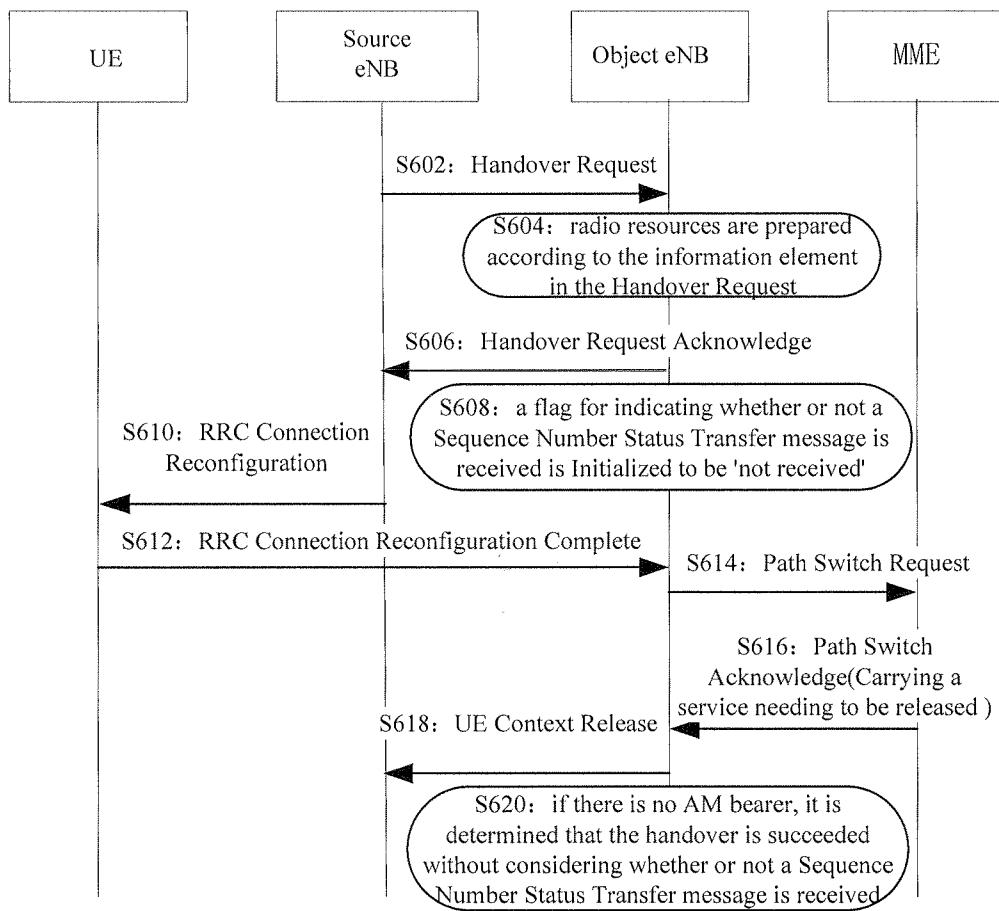 UE
Source
eNB
Object eNB
MME
S602：Handover Request
S604：radio resources are prepared
according to the information element
in the Handover Request
S606：Handover Request Acknowledge
S608：a flag for indicating whether or not a
Sequence Number Status Transfer message is
received is Initialized to be 'not received'
S610：RRC Connection
Reconfiguration
S612：RRC Connection Reconfiguration Complete
S614：Path Switch Request
S616：Path Switch
Acknowledge(Carrying a
service needing to be released )
S618：UE Context Release
S620：if there is no AM bearer, it is
determined that the handover is succeeded
without considering whether or not a Sequence
Number Status Transfer message is received